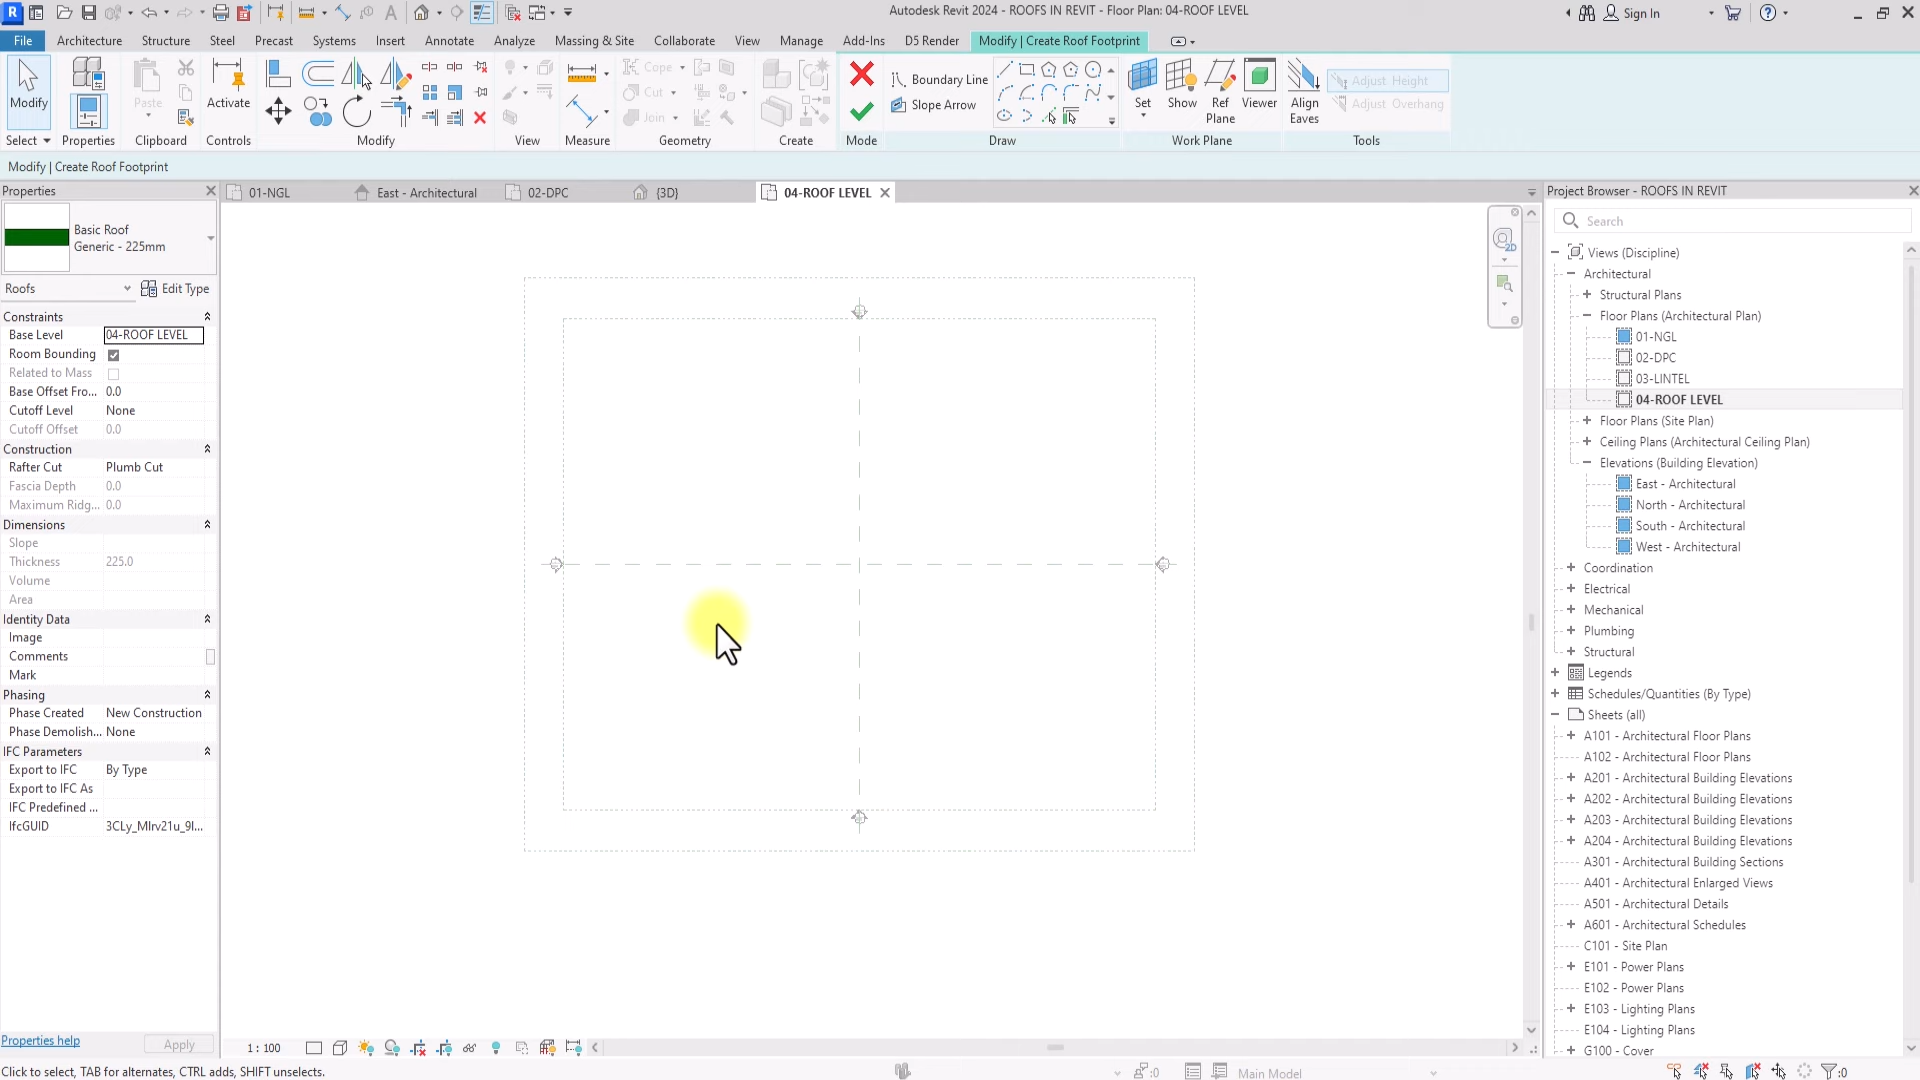 Autodesk Revit 2024 - ROOFS IN REVIT - Floor Plan: 04-ROOF LEVEL
Sign In
File Architecture Structure Steel Precast Systems Insert Annotate Analyze Massing & Site Collaborate View Manage Add-Ins D5 Render Modify | Create Roof Footprint
Modify
Select
Properties
Paste
Clipboard
Activate
Controls
Modify
View
Measure
Cope
Cut
Join
Geometry
Create
Mode
Boundary Line
Slope Arrow
Draw
Set
Show
Ref Plane
Viewer
Work Plane
Align Eaves
Adjust Height
Adjust Overhang
Tools
Modify | Create Roof Footprint
Properties
Basic Roof
Generic - 225mm
Roofs
Edit Type
Constraints
Base Level 04-ROOF LEVEL
Room Bounding
Related to Mass
Base Offset Fro... 0.0
Cutoff Level None
Cutoff Offset 0.0
Construction
Rafter Cut Plumb Cut
Fascia Depth 0.0
Maximum Ridg... 0.0
Dimensions
Slope
Thickness 225.0
Volume
Area
Identity Data
Image
Comments
Mark
Phasing
Phase Created New Construction
Phase Demolish... None
IFC Parameters
Export to IFC By Type
Export to IFC As
IFC Predefined ...
IfcGUID 3CLy_MIrv21u_9I...
Properties help
Apply
01-NGL
East - Architectural
02-DPC
{3D}
04-ROOF LEVEL
2D
1 : 100
Project Browser - ROOFS IN REVIT
Search
Views (Discipline)
Architectural
Structural Plans
Floor Plans (Architectural Plan)
01-NGL
02-DPC
03-LINTEL
04-ROOF LEVEL
Floor Plans (Site Plan)
Ceiling Plans (Architectural Ceiling Plan)
Elevations (Building Elevation)
East - Architectural
North - Architectural
South - Architectural
West - Architectural
Coordination
Electrical
Mechanical
Plumbing
Structural
Legends
Schedules/Quantities (By Type)
Sheets (all)
A101 - Architectural Floor Plans
A102 - Architectural Floor Plans
A201 - Architectural Building Elevations
A202 - Architectural Building Elevations
A203 - Architectural Building Elevations
A204 - Architectural Building Elevations
A301 - Architectural Building Sections
A401 - Architectural Enlarged Views
A501 - Architectural Details
A601 - Architectural Schedules
C101 - Site Plan
E101 - Power Plans
E102 - Power Plans
E103 - Lighting Plans
E104 - Lighting Plans
G100 - Cover
Click to select, TAB for alternates, CTRL adds, SHIFT unselects.
:0
Main Model
:0